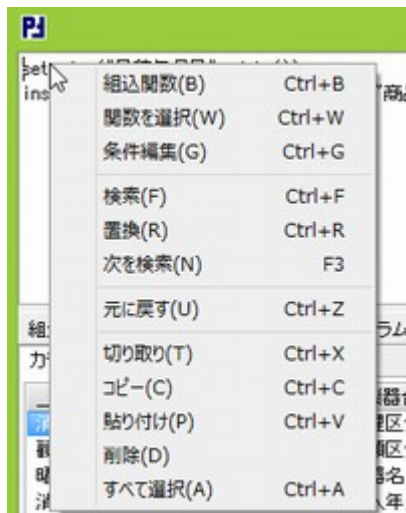 組込関数(B) Ctrl+B
関数を選択(W) Ctrl+W
条件編集(G) Ctrl+G
検索(F) Ctrl+F
置換(R) Ctrl+R
次を検索(N) F3
元に戻す(U) Ctrl+Z
切り取り(T) Ctrl+X
コピー(C) Ctrl+C
貼り付け(P) Ctrl+V
削除(D)
すべて選択(A) Ctrl+A